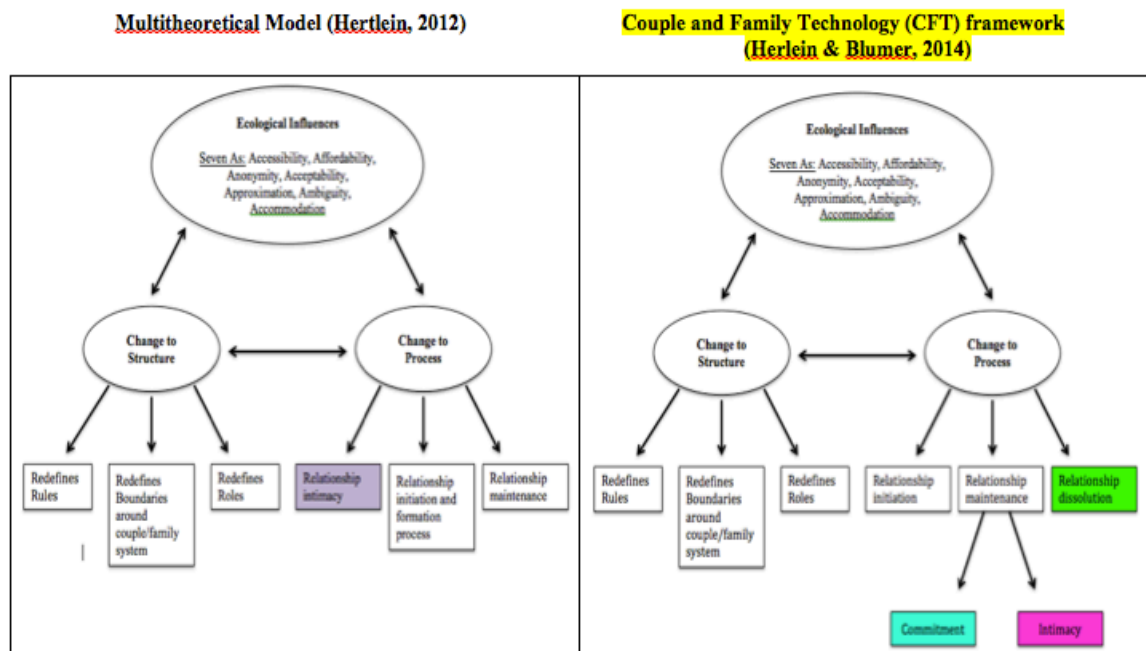 Multitheoretical Model (Hertlein, 2012)
Ecological Influences
Seven As: Accessibility, Affordability,
Anonymity, Acceptability,
Approximation, Ambiguity,
Accommodation
Change to
Structure
Change to
Process
Redefines
Rules
Redefines
Boundaries
around
couple/family
system
Redefines
Roles
Relationship
intimacy
Relationship
initiation and
formation
process
Relationship
maintenance
Couple and Family Technology (CFT) framework
(Herlein & Blumer, 2014)
Ecological Influences
Seven As: Accessibility, Affordability,
Anonymity, Acceptability,
Approximation, Ambiguity,
Accommodation
Change to
Structure
Change to
Process
Redefines
Rules
Redefines
Boundaries
around
couple/family
system
Redefines
Roles
Relationship
initiation
Relationship
maintenance
Relationship
dissolution
Commitment
Intimacy